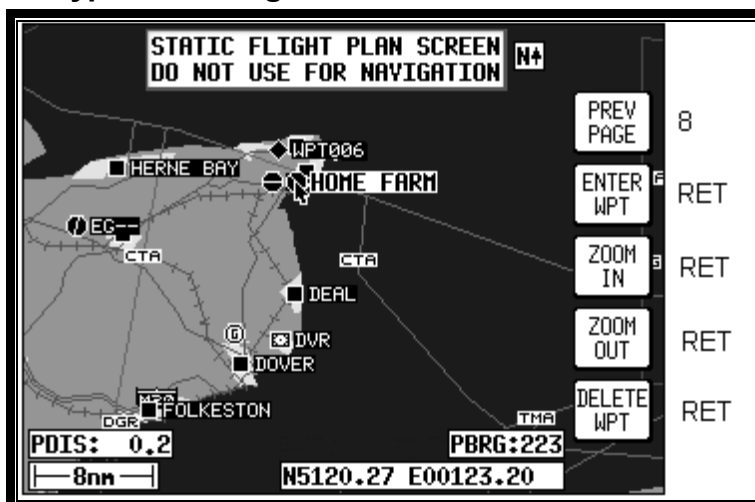 STATIC FLIGHT PLAN SCREEN
DO NOT USE FOR NAVIGATION
N
PREV PAGE
8
WPT006
HERNE BAY
HOME FARM
ENTER WPT
RET
F
EG--
CTA
CTA
ZOOM IN
RET
G
DEAL
G
DVR
DOVER
ZOOM OUT
RET
FOLKESTON
DGR
TMA
DELETE WPT
RET
PDIS: 0.2
PBRG:223
8nm
N5120.27 E00123.20